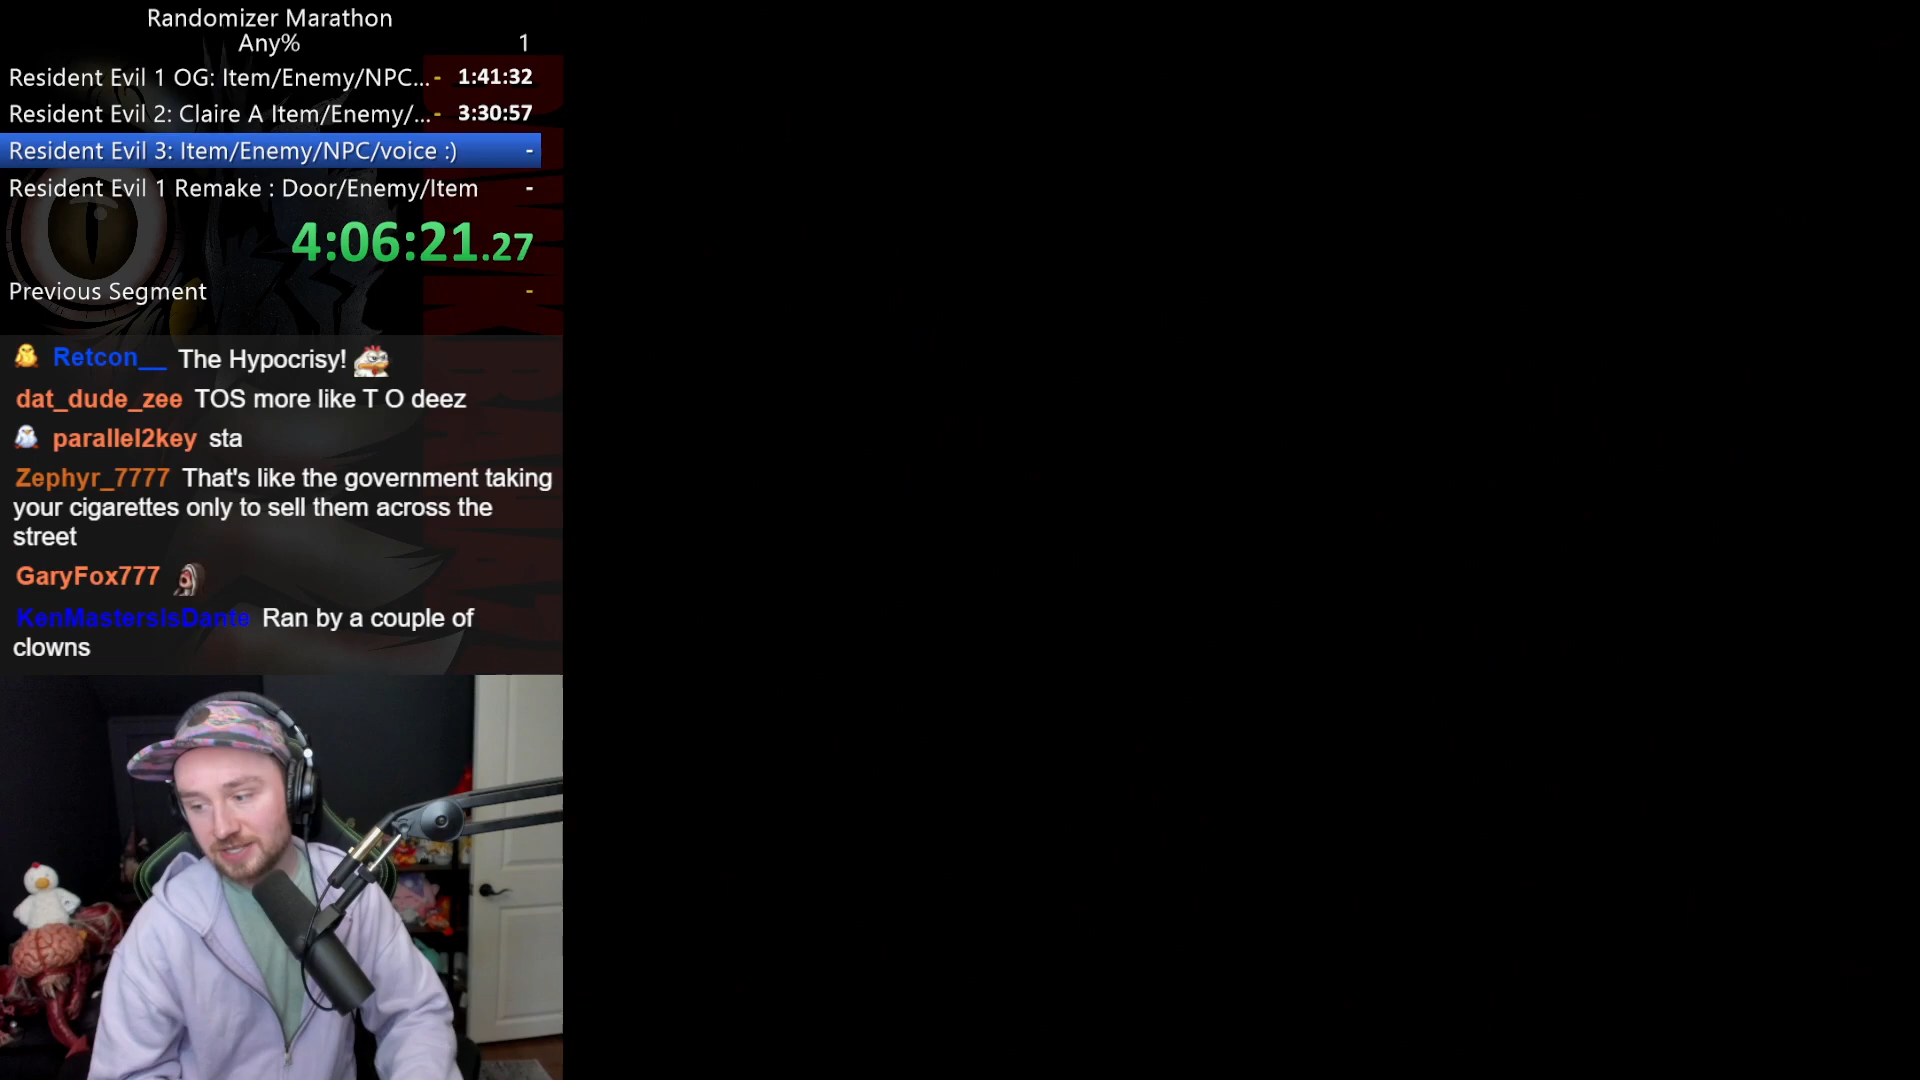 Randomizer Marathon
Any% 1
Resident Evil 1 OG: Item/Enemy/NPC... - 1:41:32
Resident Evil 2: Claire A Item/Enemy/... - 3:30:57
Resident Evil 3: Item/Enemy/NPC/voice :) -
Resident Evil 1 Remake : Door/Enemy/Item -
4:06:21.27
Previous Segment -
Retcon__ The Hypocrisy!
dat_dude_zee TOS more like T O deez
parallel2key sta
Zephyr_7777 That's like the government taking
your cigarettes only to sell them across the
street
GaryFox777
KenMastersisDante Ran by a couple of
clowns